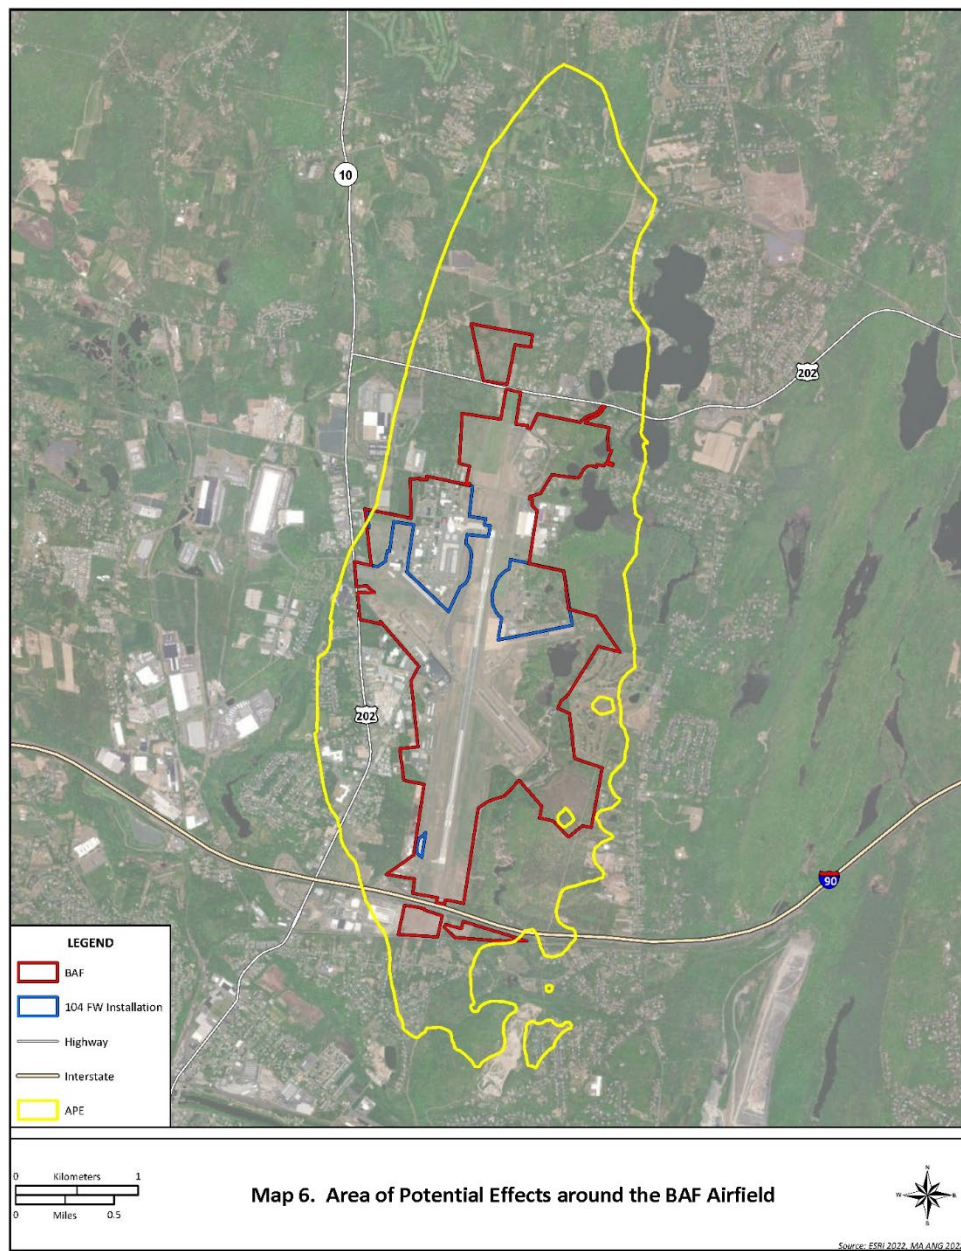 10
202
202
90
LEGEND
BAF
104 FW Installation
Highway
Interstate
APE
0 Kilometers 1
0 Miles 0.5
Map 6. Area of Potential Effects around the BAF Airfield
N
W
E
S
Source: ESRI 2022, MA ANG